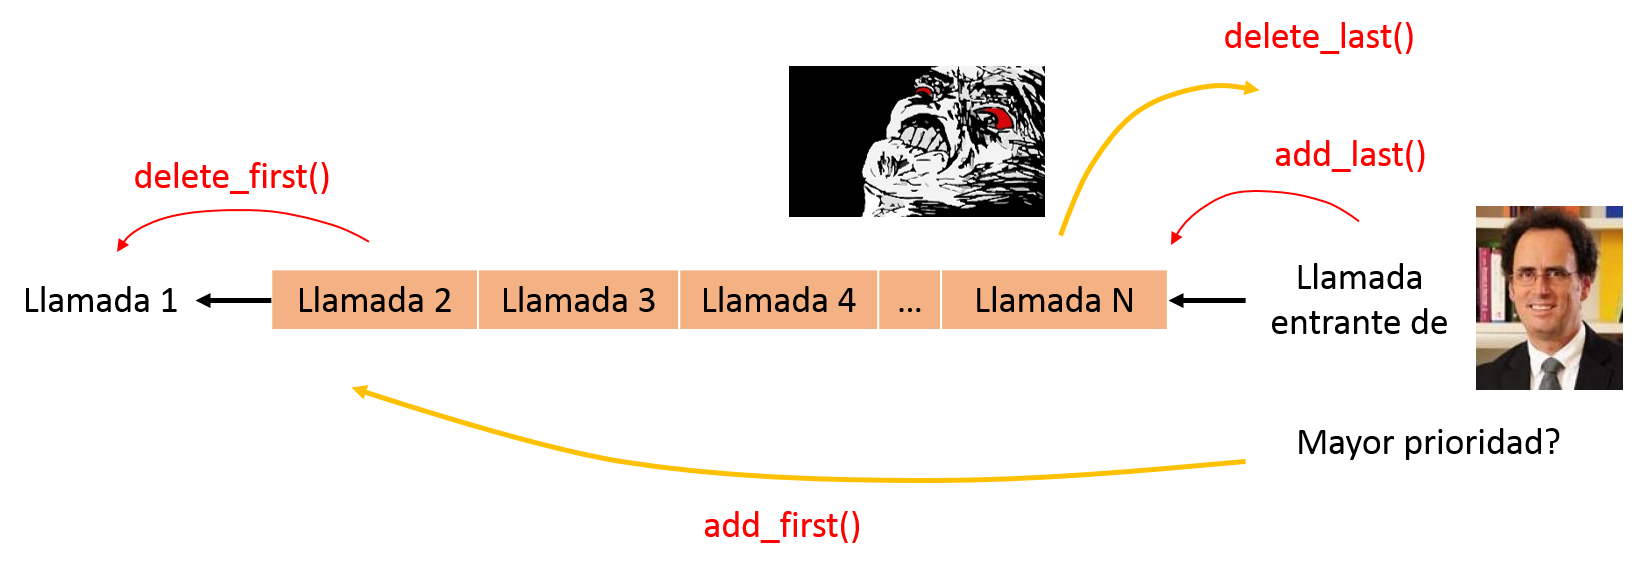 delete_last()
add_last()
delete_first()
Llamada 1
Llamada 2
Llamada 3
Llamada 4
...
Llamada N
Llamada
entrante de
Mayor prioridad?
add_first()